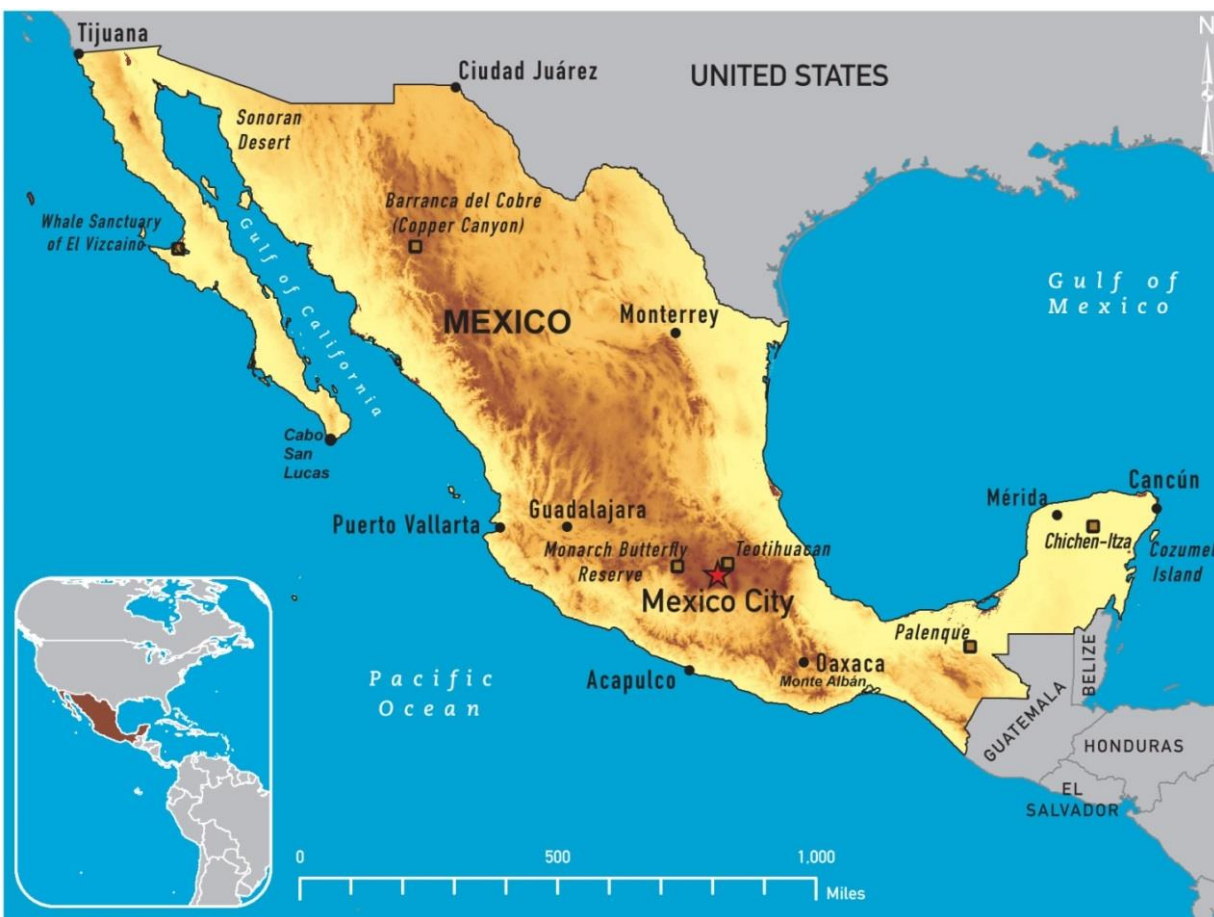 Tijuana
Ciudad Juárez
UNITED STATES
N
Sonoran
Desert
Barranca del Cobre
(Copper Canyon)
Whale Sanctuary
of El Vizcaino
Gulf of California
Gulf of
Mexico
MEXICO
Monterrey
Cabo
San
Lucas
Puerto Vallarta
Guadalajara
Monarch Butterfly
Reserve
Teotihuacan
Mexico City
Mérida
Cancún
Chichen-Itza
Cozumel
Island
Palenque
Oaxaca
Monte Albán
Acapulco
Pacific
Ocean
BELIZE
GUATEMALA
HONDURAS
EL
SALVADOR
0 500 1,000
Miles